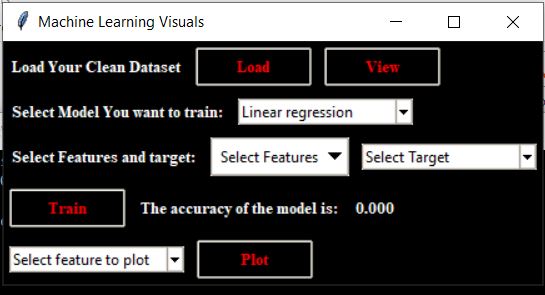 Machine Learning Visuals
Load Your Clean Dataset Load View
Select Model You want to train: Linear regression
Select Features and target: Select Features Select Target
Train The accuracy of the model is: 0.000
Select feature to plot Plot